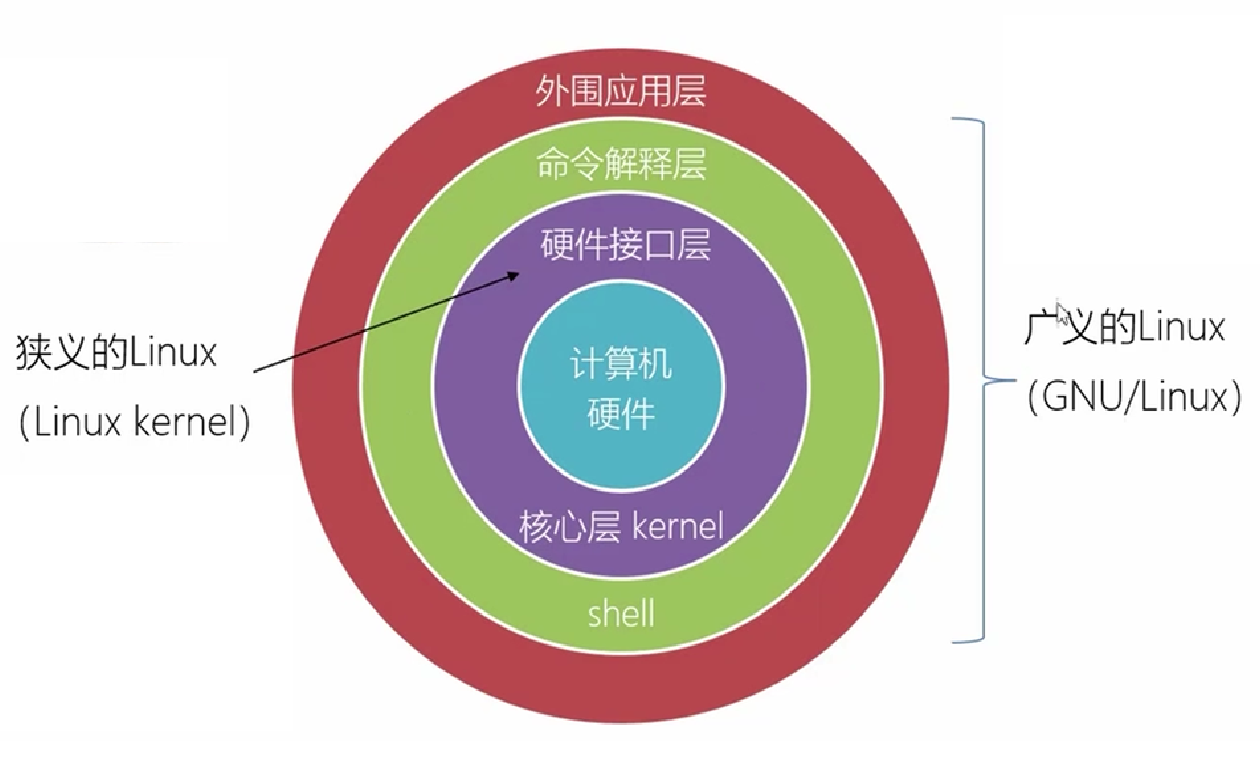 外围应用层
命令解释层
硬件接口层
计算机
硬件
核心层 kernel
shell
狭义的Linux
(Linux kernel)
广义的Linux
(GNU/Linux)